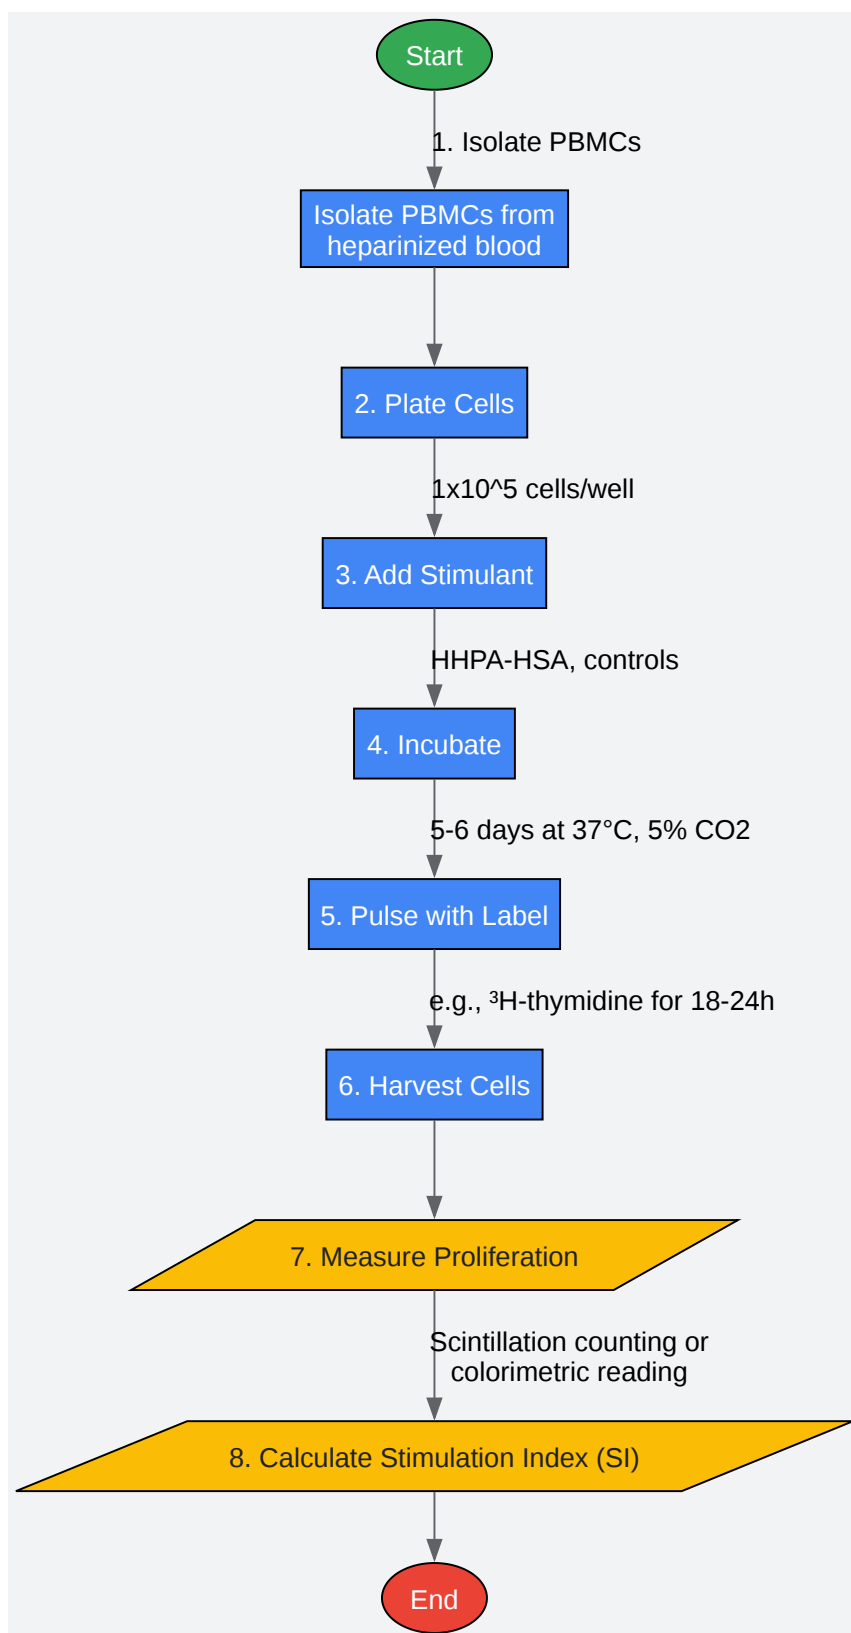 Start
1. Isolate PBMCs
Isolate PBMCs from
heparinized blood
2. Plate Cells
1x10^5 cells/well
3. Add Stimulant
HHPA-HSA, controls
4. Incubate
5-6 days at 37°C, 5% CO2
5. Pulse with Label
e.g., ³H-thymidine for 18-24h
6. Harvest Cells
7. Measure Proliferation
Scintillation counting or
colorimetric reading
8. Calculate Stimulation Index (SI)
End